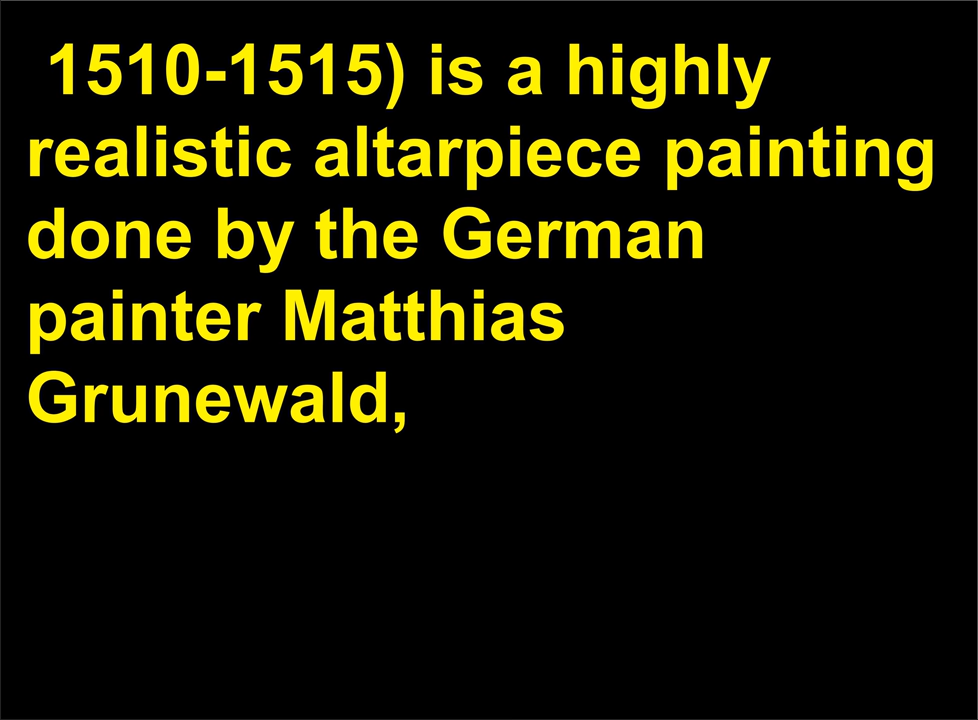 1510-1515) is a highly
realistic altarpiece painting
done by the German
painter Matthias
Grunewald,